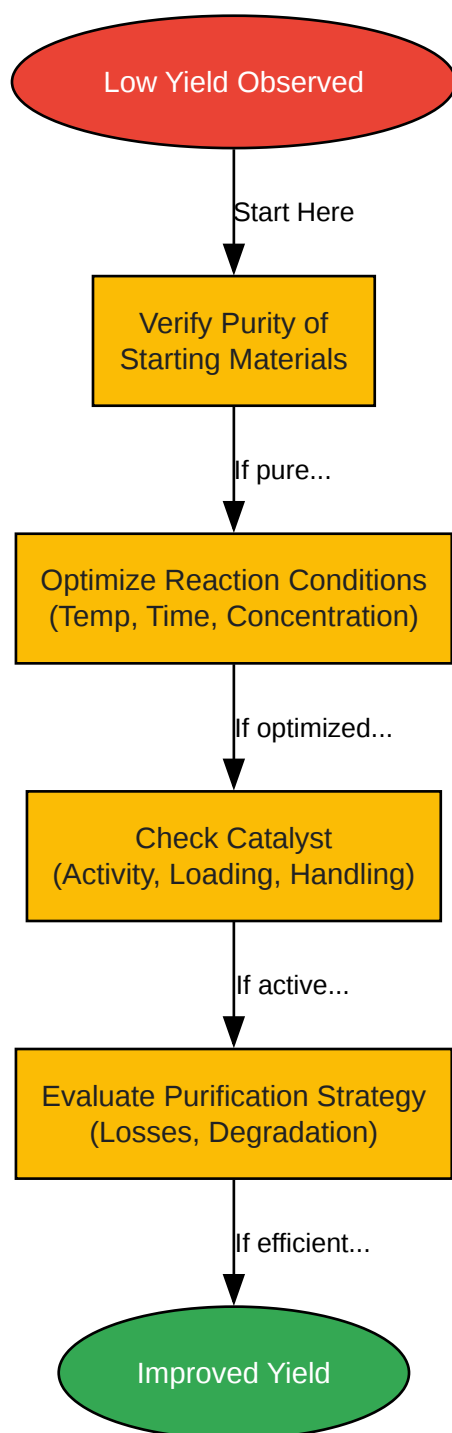 Low Yield Observed
Start Here
Verify Purity of
Starting Materials
If pure...
Optimize Reaction Conditions
(Temp, Time, Concentration)
If optimized...
Check Catalyst
(Activity, Loading, Handling)
If active...
Evaluate Purification Strategy
(Losses, Degradation)
If efficient...
Improved Yield